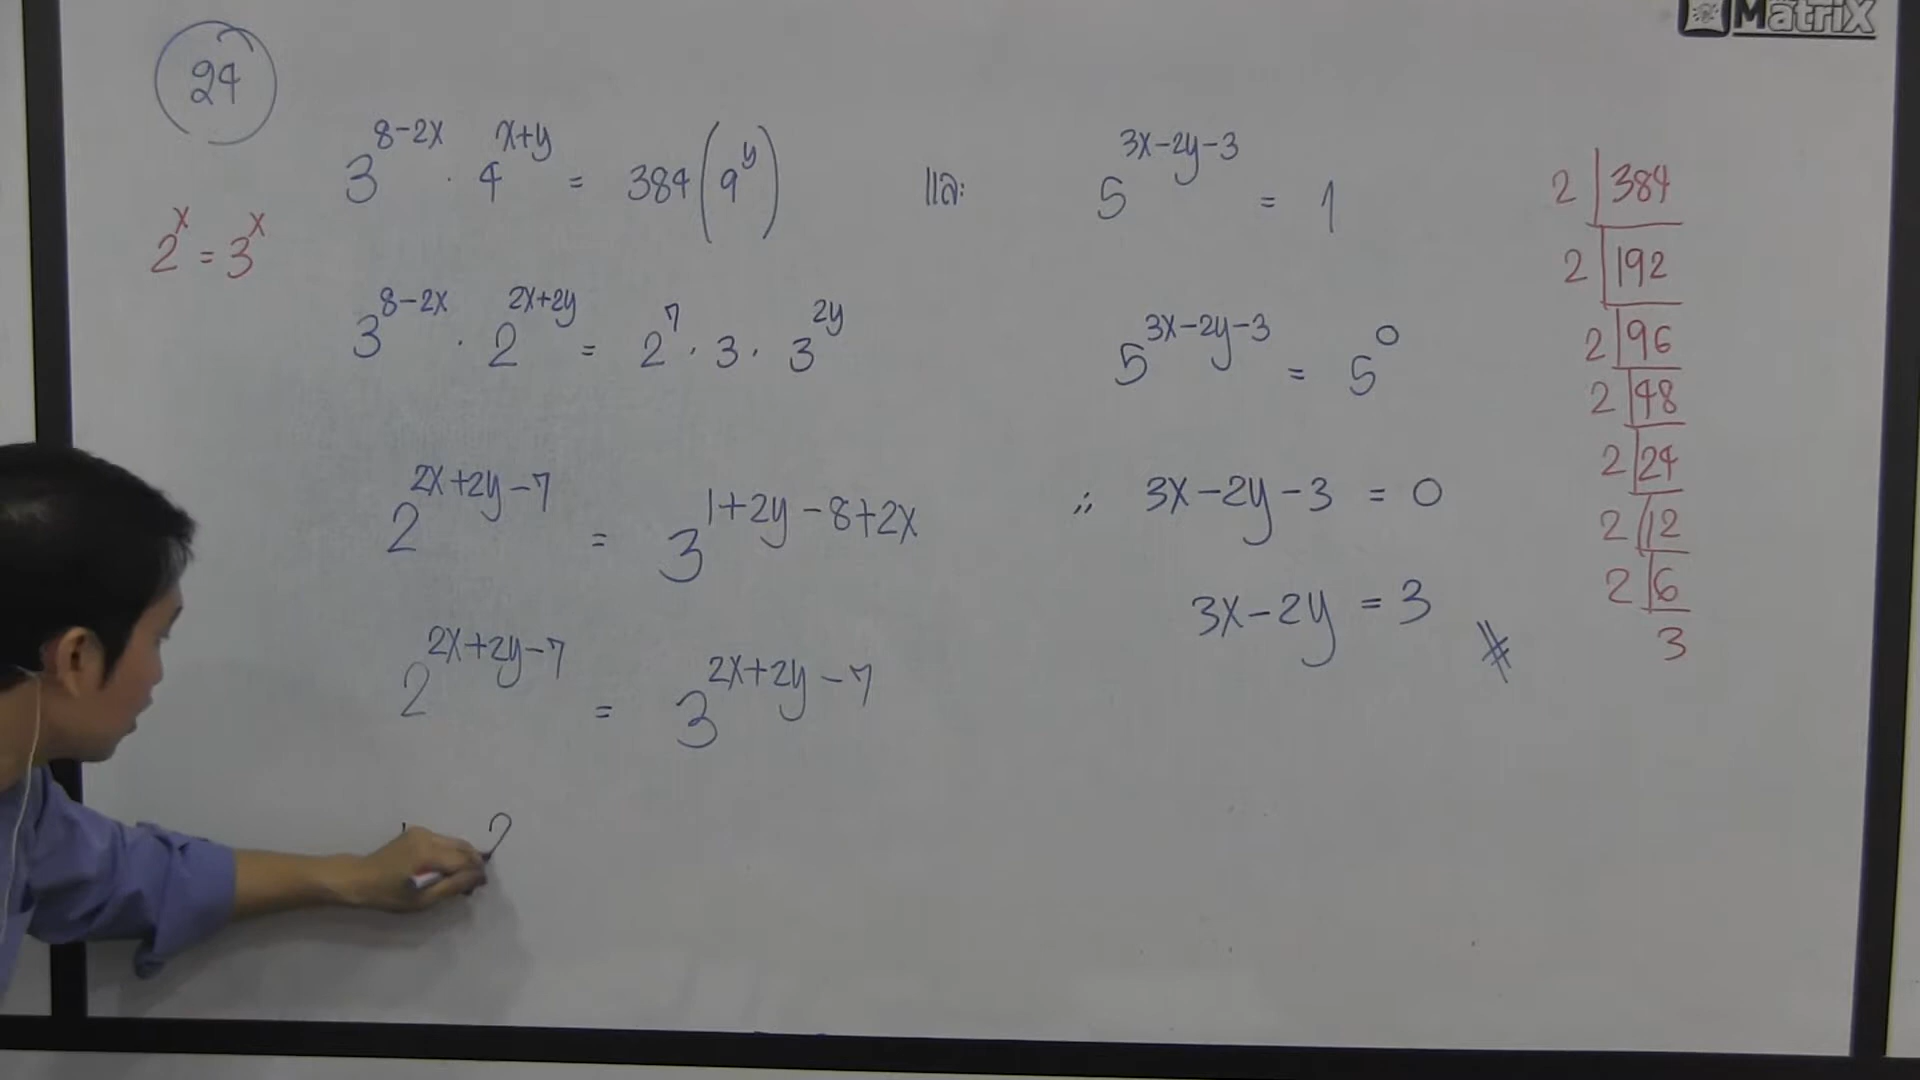 MatriX
24
3^{8-2x} · 4^{x+y} = 384(9^y) และ 5^{3x-2y-3} = 1
2^x = 3^x
3^{8-2x} · 2^{2x+2y} = 2^7 · 3 · 3^{2y}
5^{3x-2y-3} = 5^0
2^{2x+2y-7} = 3^{1+2y-8+2x}
∴ 3x-2y-3 = 0
3x-2y = 3
2^{2x+2y-7} = 3^{2x+2y-7}
2
2 384
2 192
2 96
2 48
2 24
2 12
2 6
3